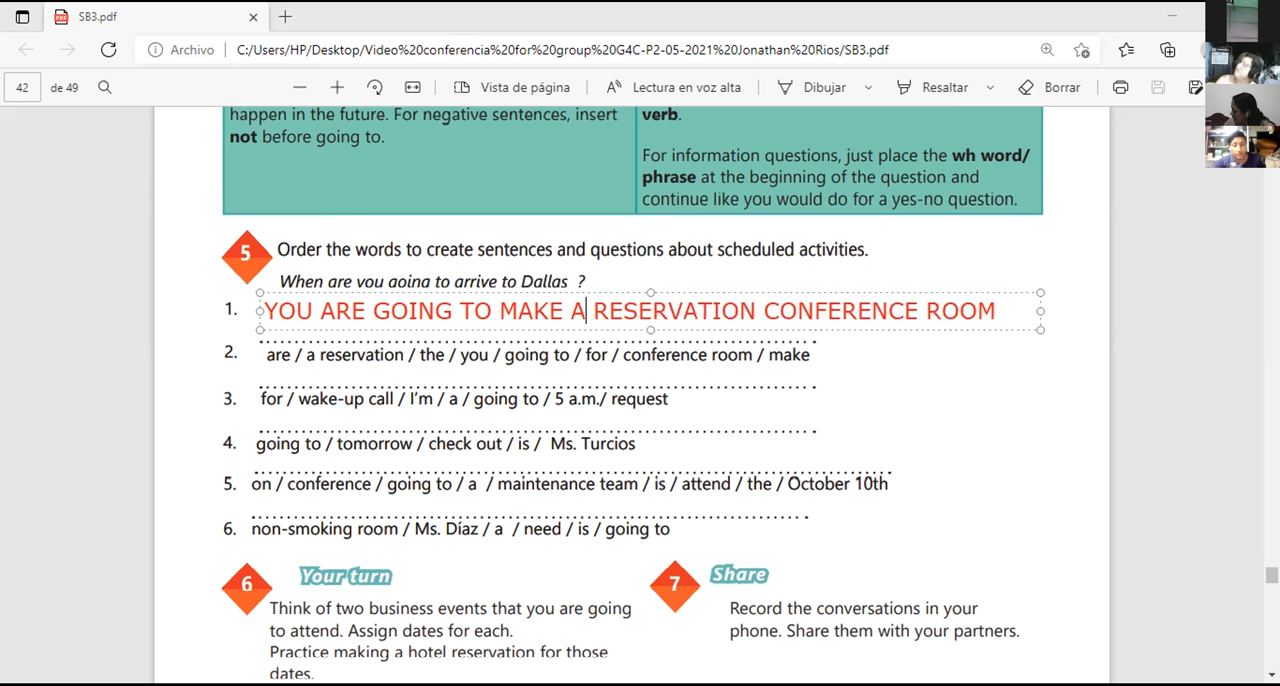 SB3.pdf
Archivo C:/Users/HP/Desktop/Video%20conferencia%20for%20group%20G4C-P2-05-2021%20Jonathan%20Rios/SB3.pdf
42 de 49 Vista de página Lectura en voz alta Dibujar Resaltar Borrar
happen in the future. For negative sentences, insert
not before going to.
verb.
For information questions, just place the wh word/
phrase at the beginning of the question and
continue like you would do for a yes-no question.
5 Order the words to create sentences and questions about scheduled activities.
When are you going to arrive to Dallas ?
1. YOU ARE GOING TO MAKE A RESERVATION CONFERENCE ROOM
2. are / a reservation / the / you / going to / for / conference room / make
3. for / wake-up call / I'm / a / going to / 5 a.m./ request
4. going to / tomorrow / check out / is / Ms. Turcios
5. on / conference / going to / a / maintenance team / is / attend / the / October 10th
6. non-smoking room / Ms. Díaz / a / need / is / going to
6 Your turn
Think of two business events that you are going
to attend. Assign dates for each.
Practice making a hotel reservation for those
dates.
7 Share
Record the conversations in your
phone. Share them with your partners.